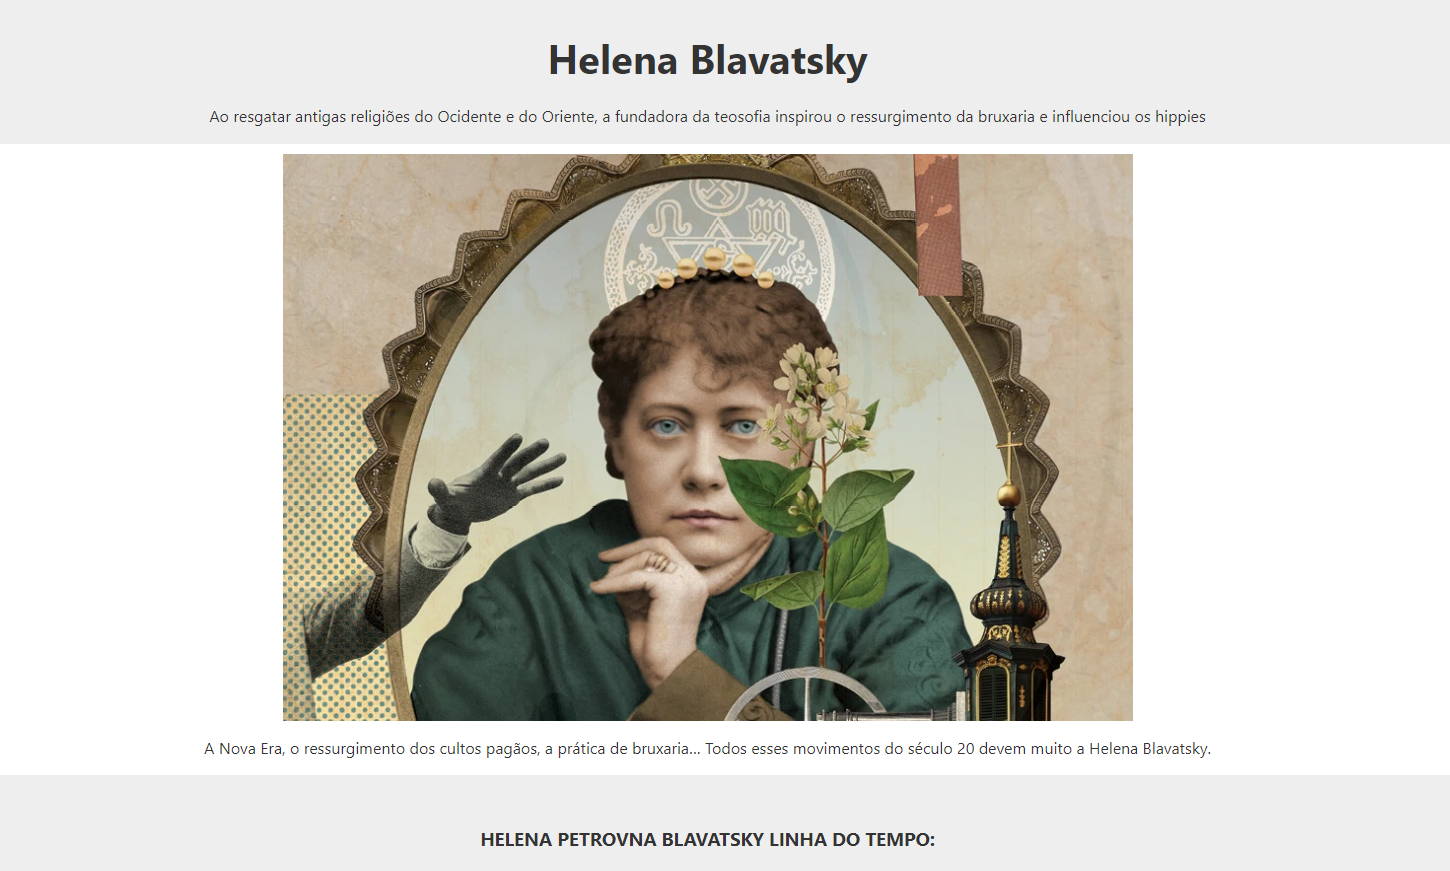 Helena Blavatsky
Ao resgatar antigas religiões do Ocidente e do Oriente, a fundadora da teosofia inspirou o ressurgimento da bruxaria e influenciou os hippies
A Nova Era, o ressurgimento dos cultos pagãos, a prática de bruxaria... Todos esses movimentos do século 20 devem muito a Helena Blavatsky.
HELENA PETROVNA BLAVATSKY LINHA DO TEMPO: